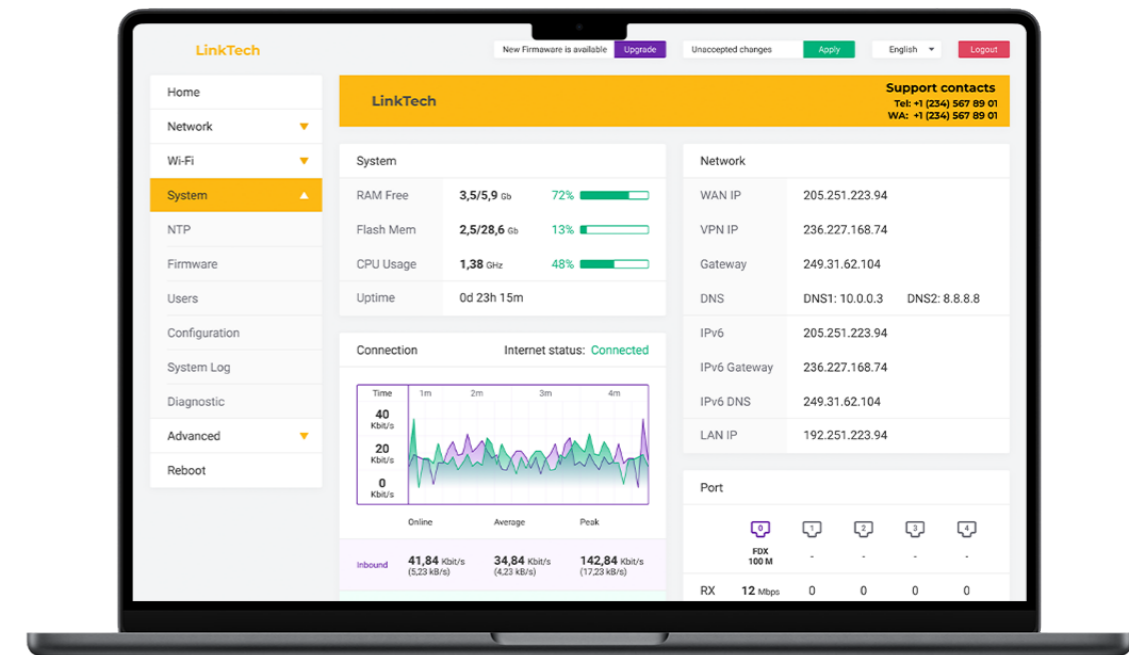 LinkTech
New Firmaware is available
Upgrade
Unaccepted changes
Apply
English
Logout
Home
Network
Wi-Fi
System
NTP
Firmware
Users
Configuration
System Log
Diagnostic
Advanced
Reboot
LinkTech
Support contacts
Tel: +1 (234) 567 89 01
WA: +1 (234) 567 89 01
System
RAM Free 3,5/5,9 Gb 72%
Flash Mem 2,5/28,6 Gb 13%
CPU Usage 1,38 GHz 48%
Uptime 0d 23h 15m
Connection Internet status: Connected
Time 1m 2m 3m 4m
40
Kbit/s
20
Kbit/s
0
Kbit/s
Online Average Peak
Inbound 41,84 Kbit/s 34,84 Kbit/s 142,84 Kbit/s
(5,23 kB/s) (4,23 kB/s) (17,23 kB/s)
Network
WAN IP 205.251.223.94
VPN IP 236.227.168.74
Gateway 249.31.62.104
DNS DNS1: 10.0.0.3 DNS2: 8.8.8.8
IPv6 205.251.223.94
IPv6 Gateway 236.227.168.74
IPv6 DNS 249.31.62.104
LAN IP 192.251.223.94
Port
0 1 2 3 4
FDX - - - -
100 M
RX 12 Mbps 0 0 0 0